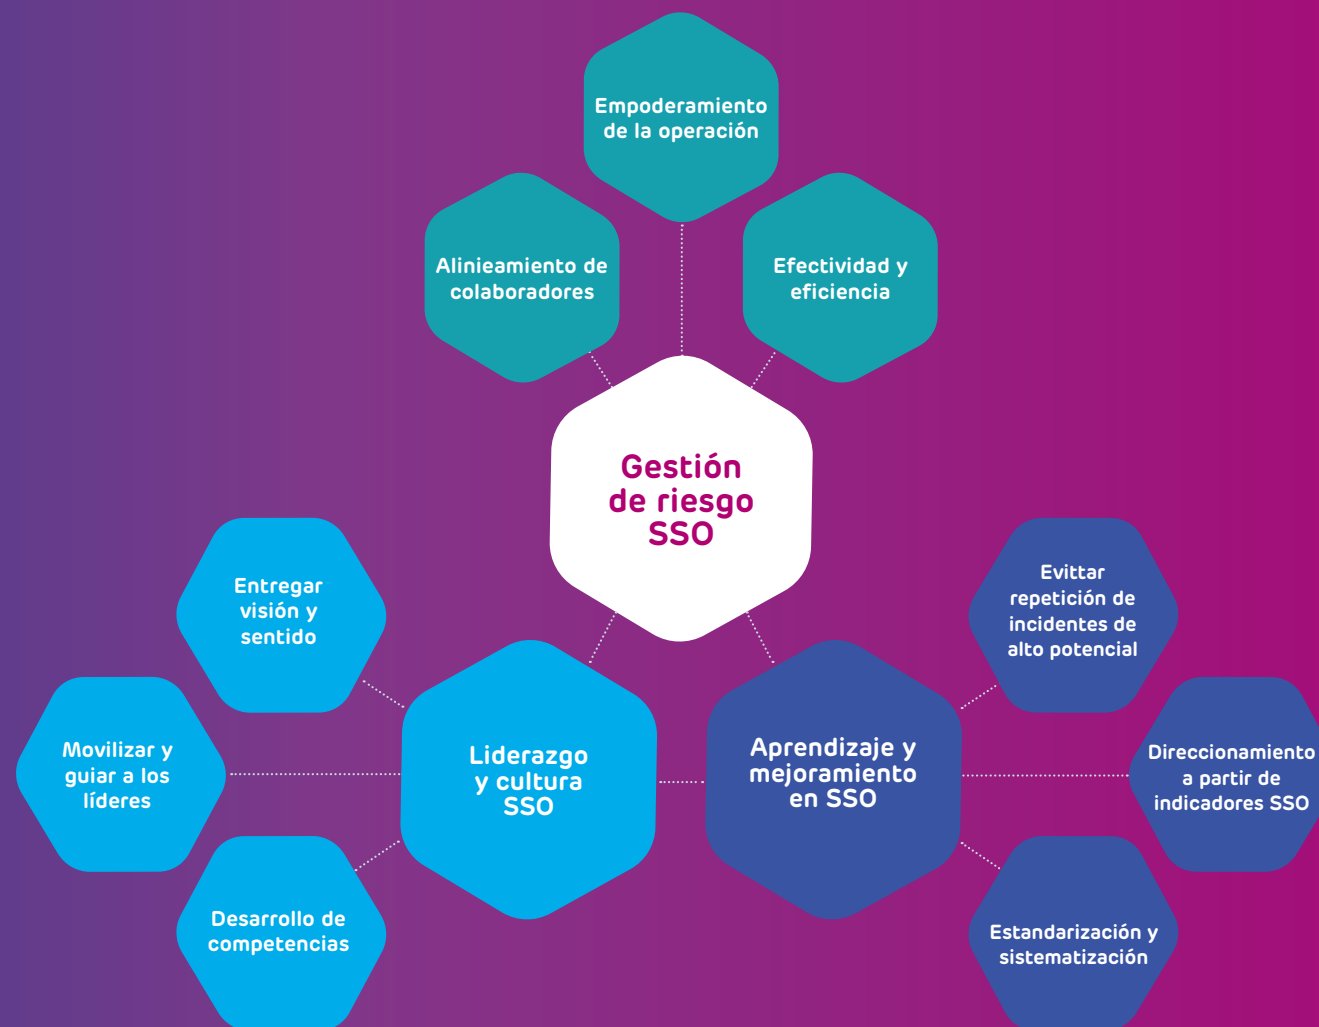 Empoderamiento
de la operación
Alinieamiento de
colaboradores
Efectividad y
eficiencia
Gestión
de riesgo
SSO
Entregar
visión y
sentido
Movilizar y
guiar a los
líderes
Desarrollo de
competencias
Liderazgo
y cultura
SSO
Aprendizaje y
mejoramiento
en SSO
Evittar
repetición de
incidentes de
alto potencial
Direccionamiento
a partir de
indicadores SSO
Estandarización y
sistematización